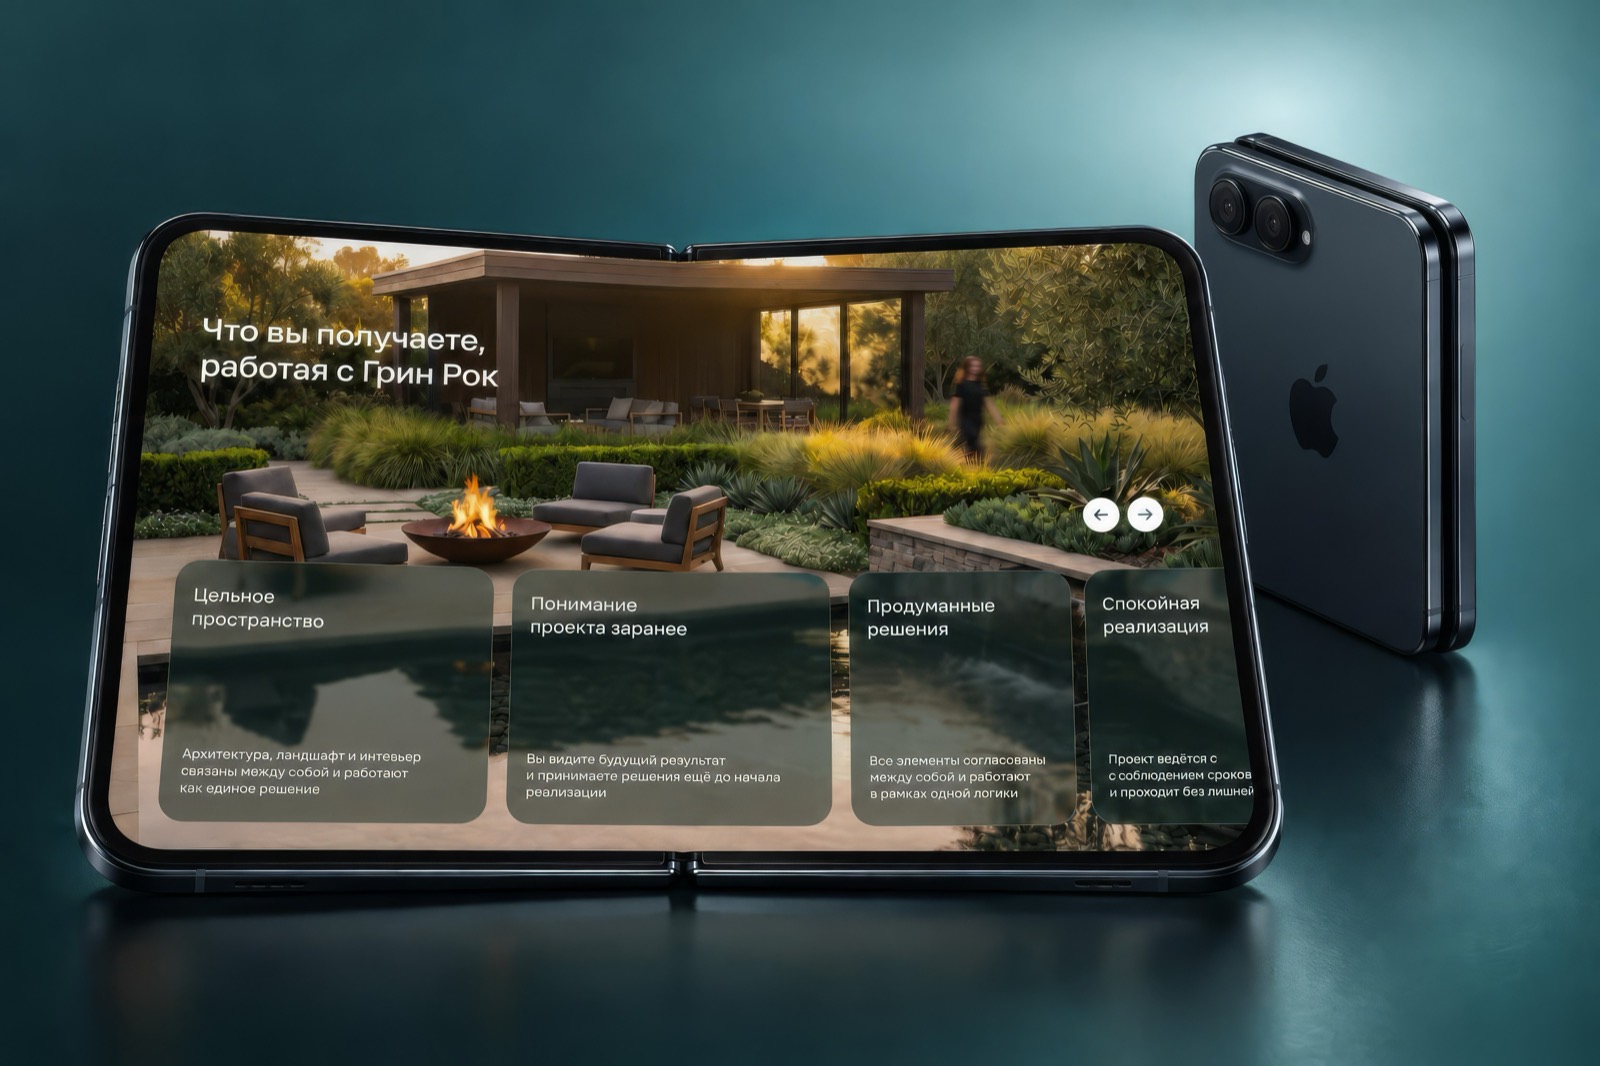 Что вы получаете,
работая с Грин Рок
Цельное
пространство
Архитектура, ландшафт и интевьер
связаны между собой и работают
как единое решение
Понимание
проекта заранее
Вы видите будущий результат
и принимаете решения ещё до начала
реализации
Продуманные
решения
Все элементы согласованы
между собой и работают
в рамках одной логики
Спокойная
реализация
Проект ведётся с
с соблюдением сроков
и проходит без лишней